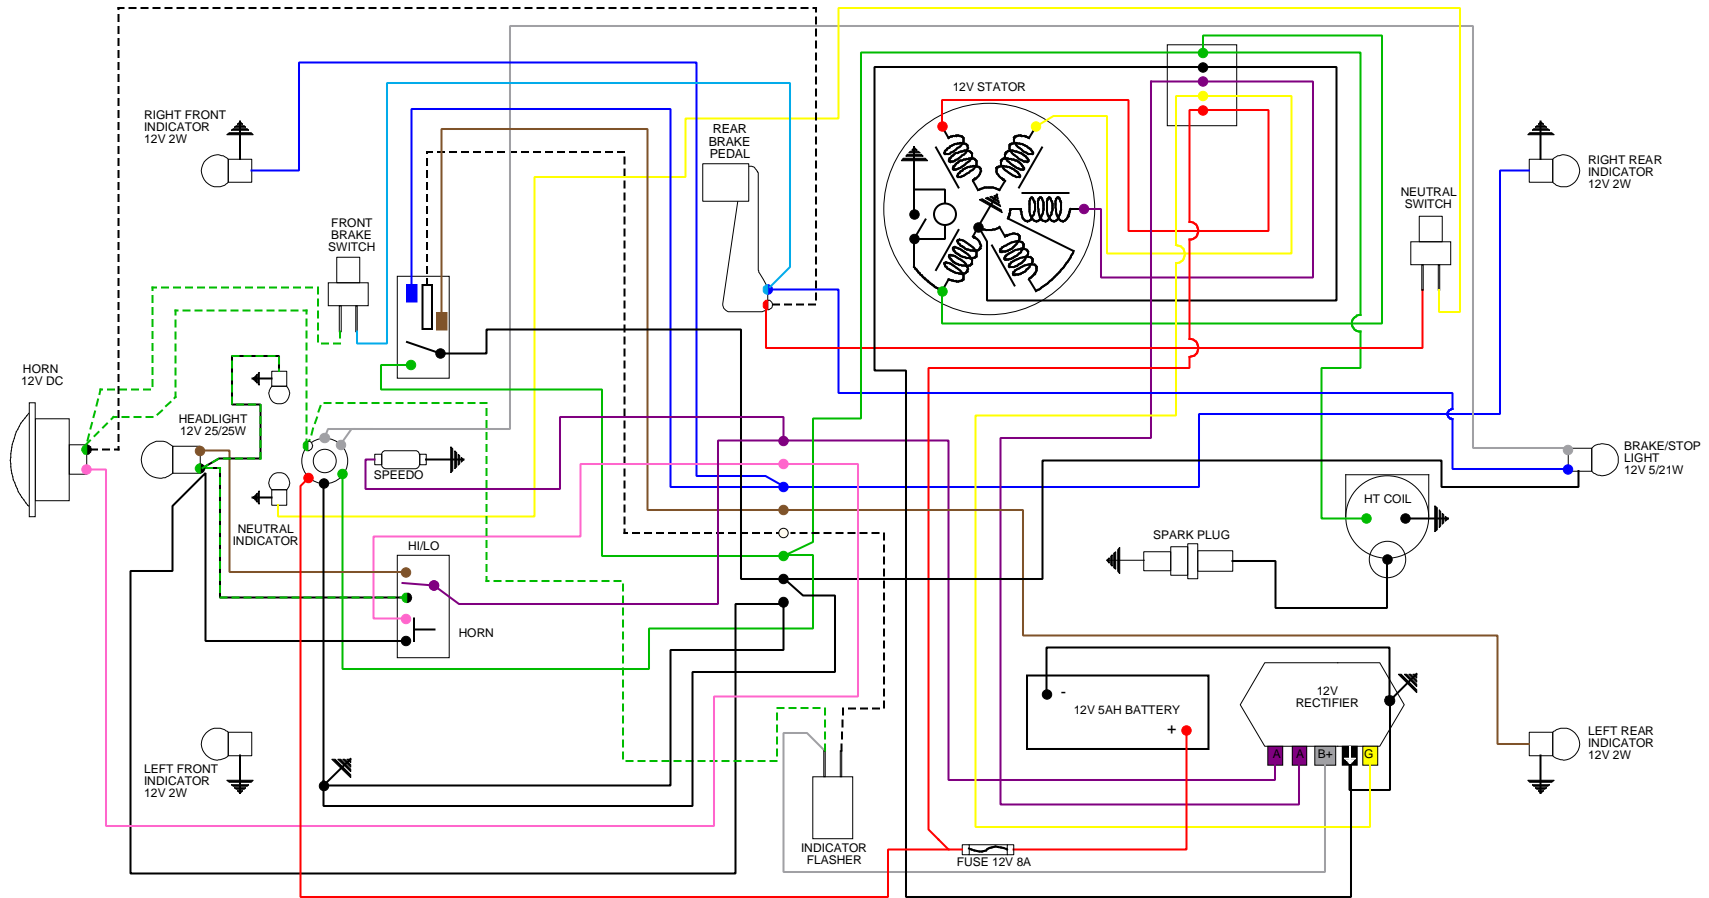 12V STATOR
RIGHT FRONT
INDICATOR
12V 2W
REAR
BRAKE
PEDAL
RIGHT REAR
INDICATOR
12V 2W
NEUTRAL
SWITCH
FRONT
BRAKE
SWITCH
HORN
12V DC
HEADLIGHT
12V 25/25W
SPEEDO
BRAKE/STOP
LIGHT
12V 5/21W
HT COIL
NEUTRAL
INDICATOR
SPARK PLUG
HI/LO
HORN
12V
RECTIFIER
-
12V 5AH BATTERY
+
A
A
B+
G
LEFT FRONT
INDICATOR
12V 2W
LEFT REAR
INDICATOR
12V 2W
INDICATOR
FLASHER
FUSE 12V 8A